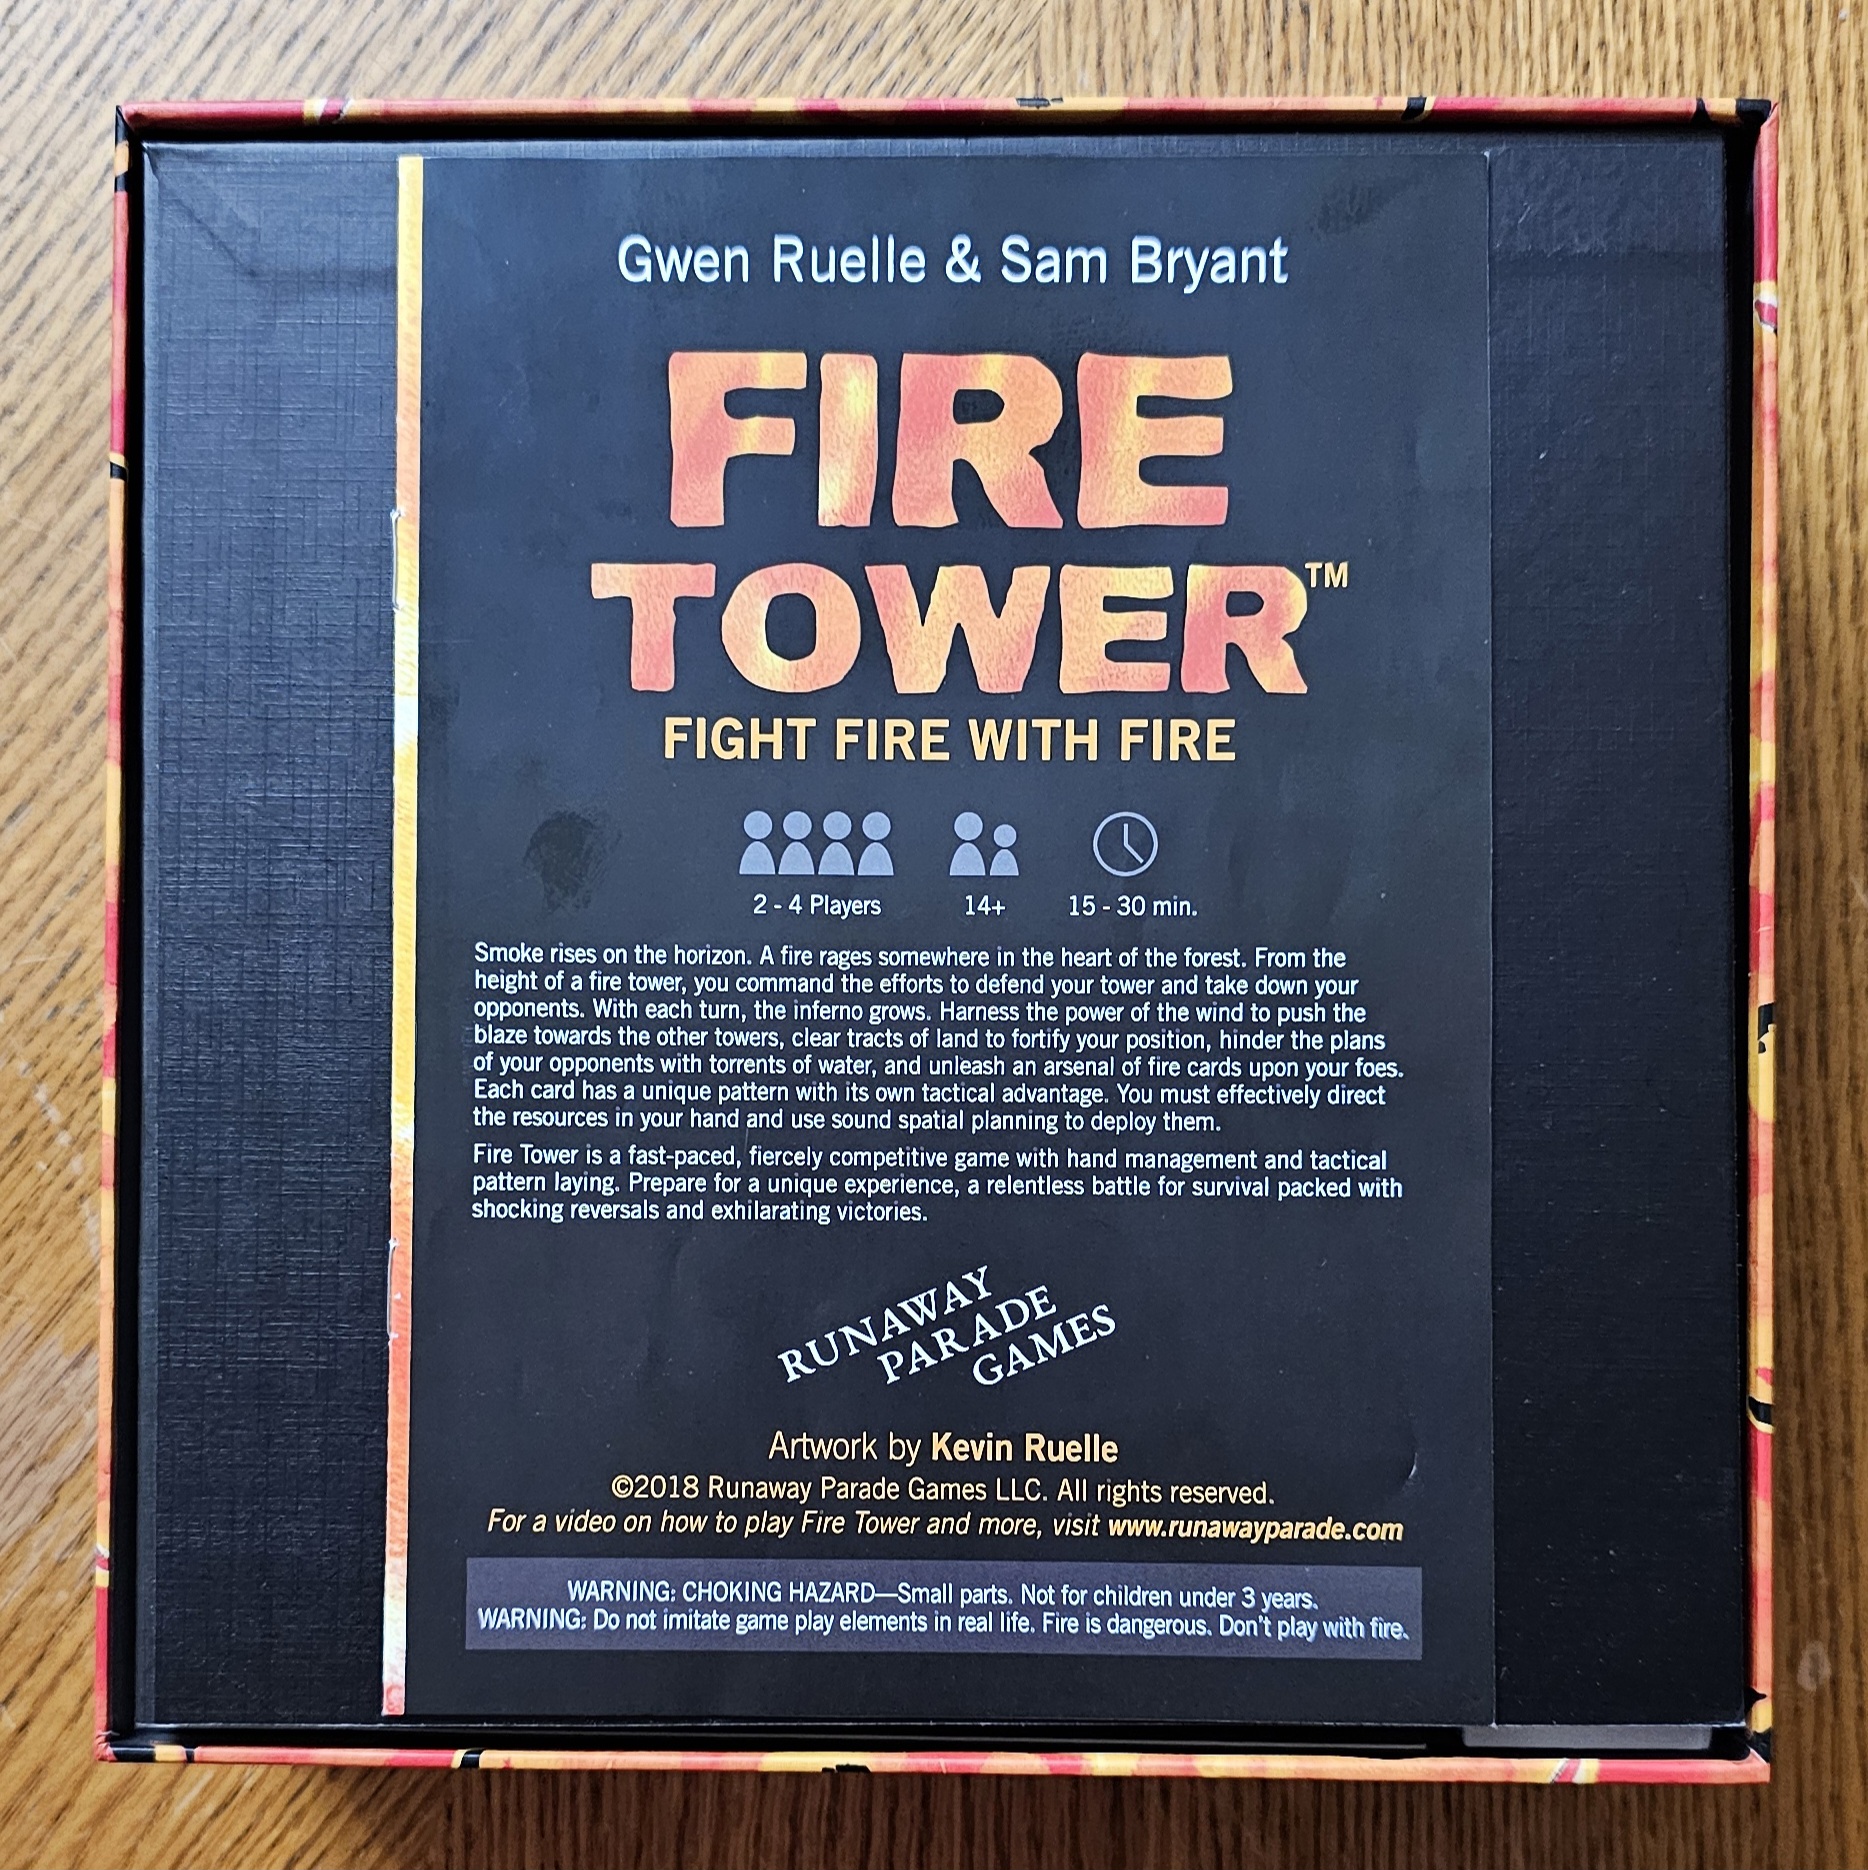 Gwen Ruelle & Sam Bryant
FIRE
TOWER™
FIGHT FIRE WITH FIRE
2 - 4 Players
14+
15 - 30 min.
Smoke rises on the horizon. A fire rages somewhere in the heart of the forest. From the
height of a fire tower, you command the efforts to defend your tower and take down your
opponents. With each turn, the inferno grows. Harness the power of the wind to push the
blaze towards the other towers, clear tracts of land to fortify your position, hinder the plans
of your opponents with torrents of water, and unleash an arsenal of fire cards upon your foes.
Each card has a unique pattern with its own tactical advantage. You must effectively direct
the resources in your hand and use sound spatial planning to deploy them.
Fire Tower is a fast-paced, fiercely competitive game with hand management and tactical
pattern laying. Prepare for a unique experience, a relentless battle for survival packed with
shocking reversals and exhilarating victories.
RUNAWAY
PARADE
GAMES
Artwork by Kevin Ruelle
©2018 Runaway Parade Games LLC. All rights reserved.
For a video on how to play Fire Tower and more, visit www.runawayparade.com
WARNING: CHOKING HAZARD—Small parts. Not for children under 3 years.
WARNING: Do not imitate game play elements in real life. Fire is dangerous. Don't play with fire.